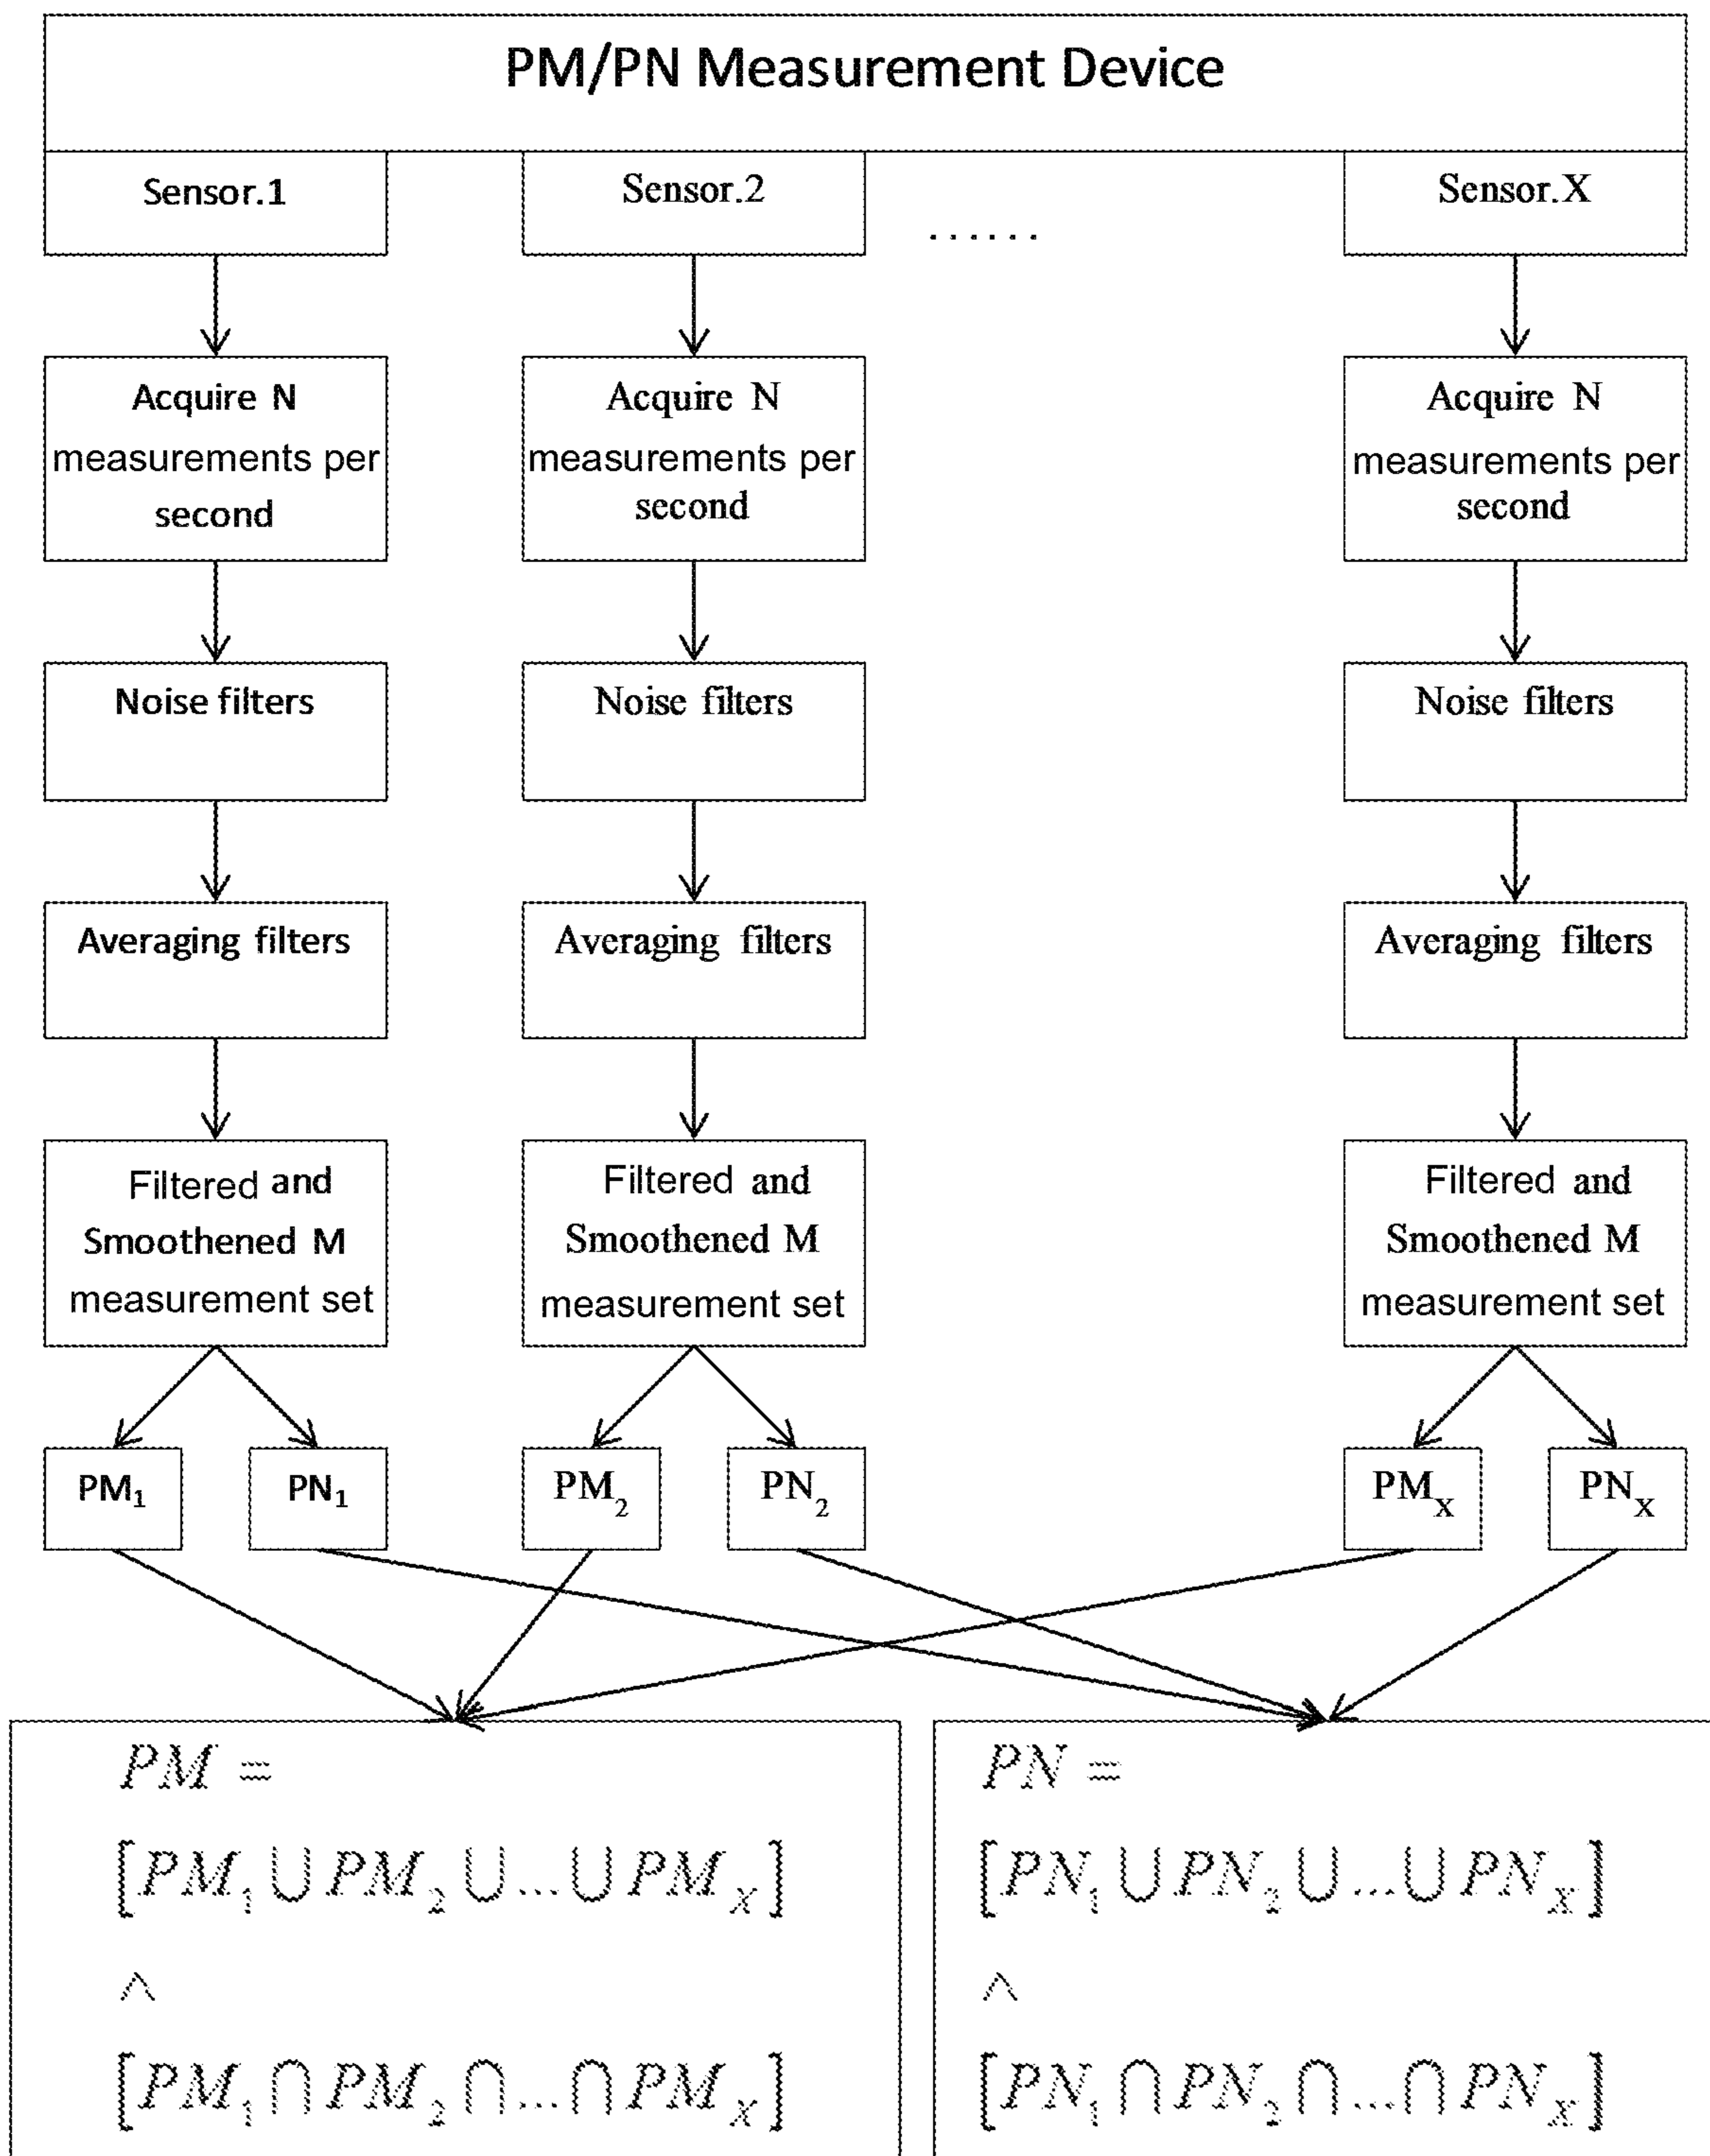 PM/PN Measurement Device
Sensor.1
Sensor.2
......
Sensor.X
Acquire N
measurements per
second
Acquire N
measurements per
second
Acquire N
measurements per
second
Noise filters
Noise filters
Noise filters
Averaging filters
Averaging filters
Averaging filters
Filtered and
Smoothened M
measurement set
Filtered and
Smoothened M
measurement set
Filtered and
Smoothened M
measurement set
PM₁
PN₁
PM₂
PN₂
PMₓ
PNₓ
PM =
[PM₁ ⋃ PM₂ ⋃ ... ⋃ PMₓ]
^
[PM₁ ⋂ PM₂ ⋂ ... ⋂ PMₓ]
PN =
[PN₁ ⋃ PN₂ ⋃ ... ⋃ PNₓ]
^
[PN₁ ⋂ PN₂ ⋂ ... ⋂ PNₓ]